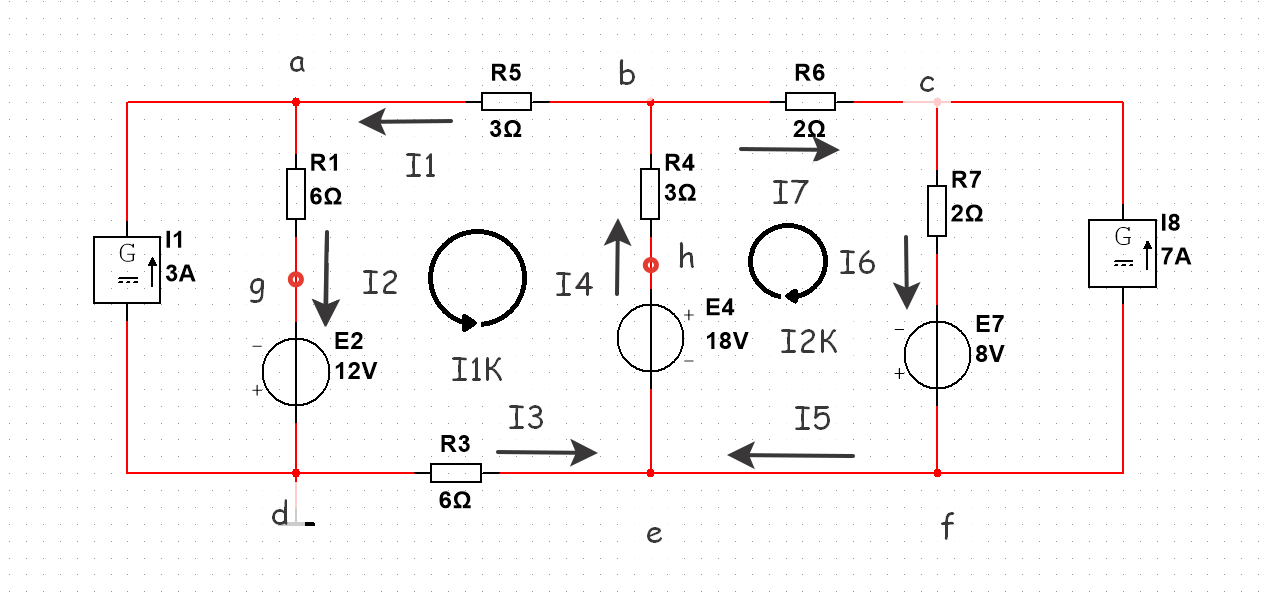 a
R5
b
R6
c
3Ω
2Ω
I1
R1
6Ω
R4
3Ω
I7
R7
2Ω
G
I1
3A
g
I2
I4
h
I6
G
I8
7A
E2
12V
-
+
I1K
E4
18V
+
-
I2K
E7
8V
-
+
I3
I5
R3
6Ω
d
e
f